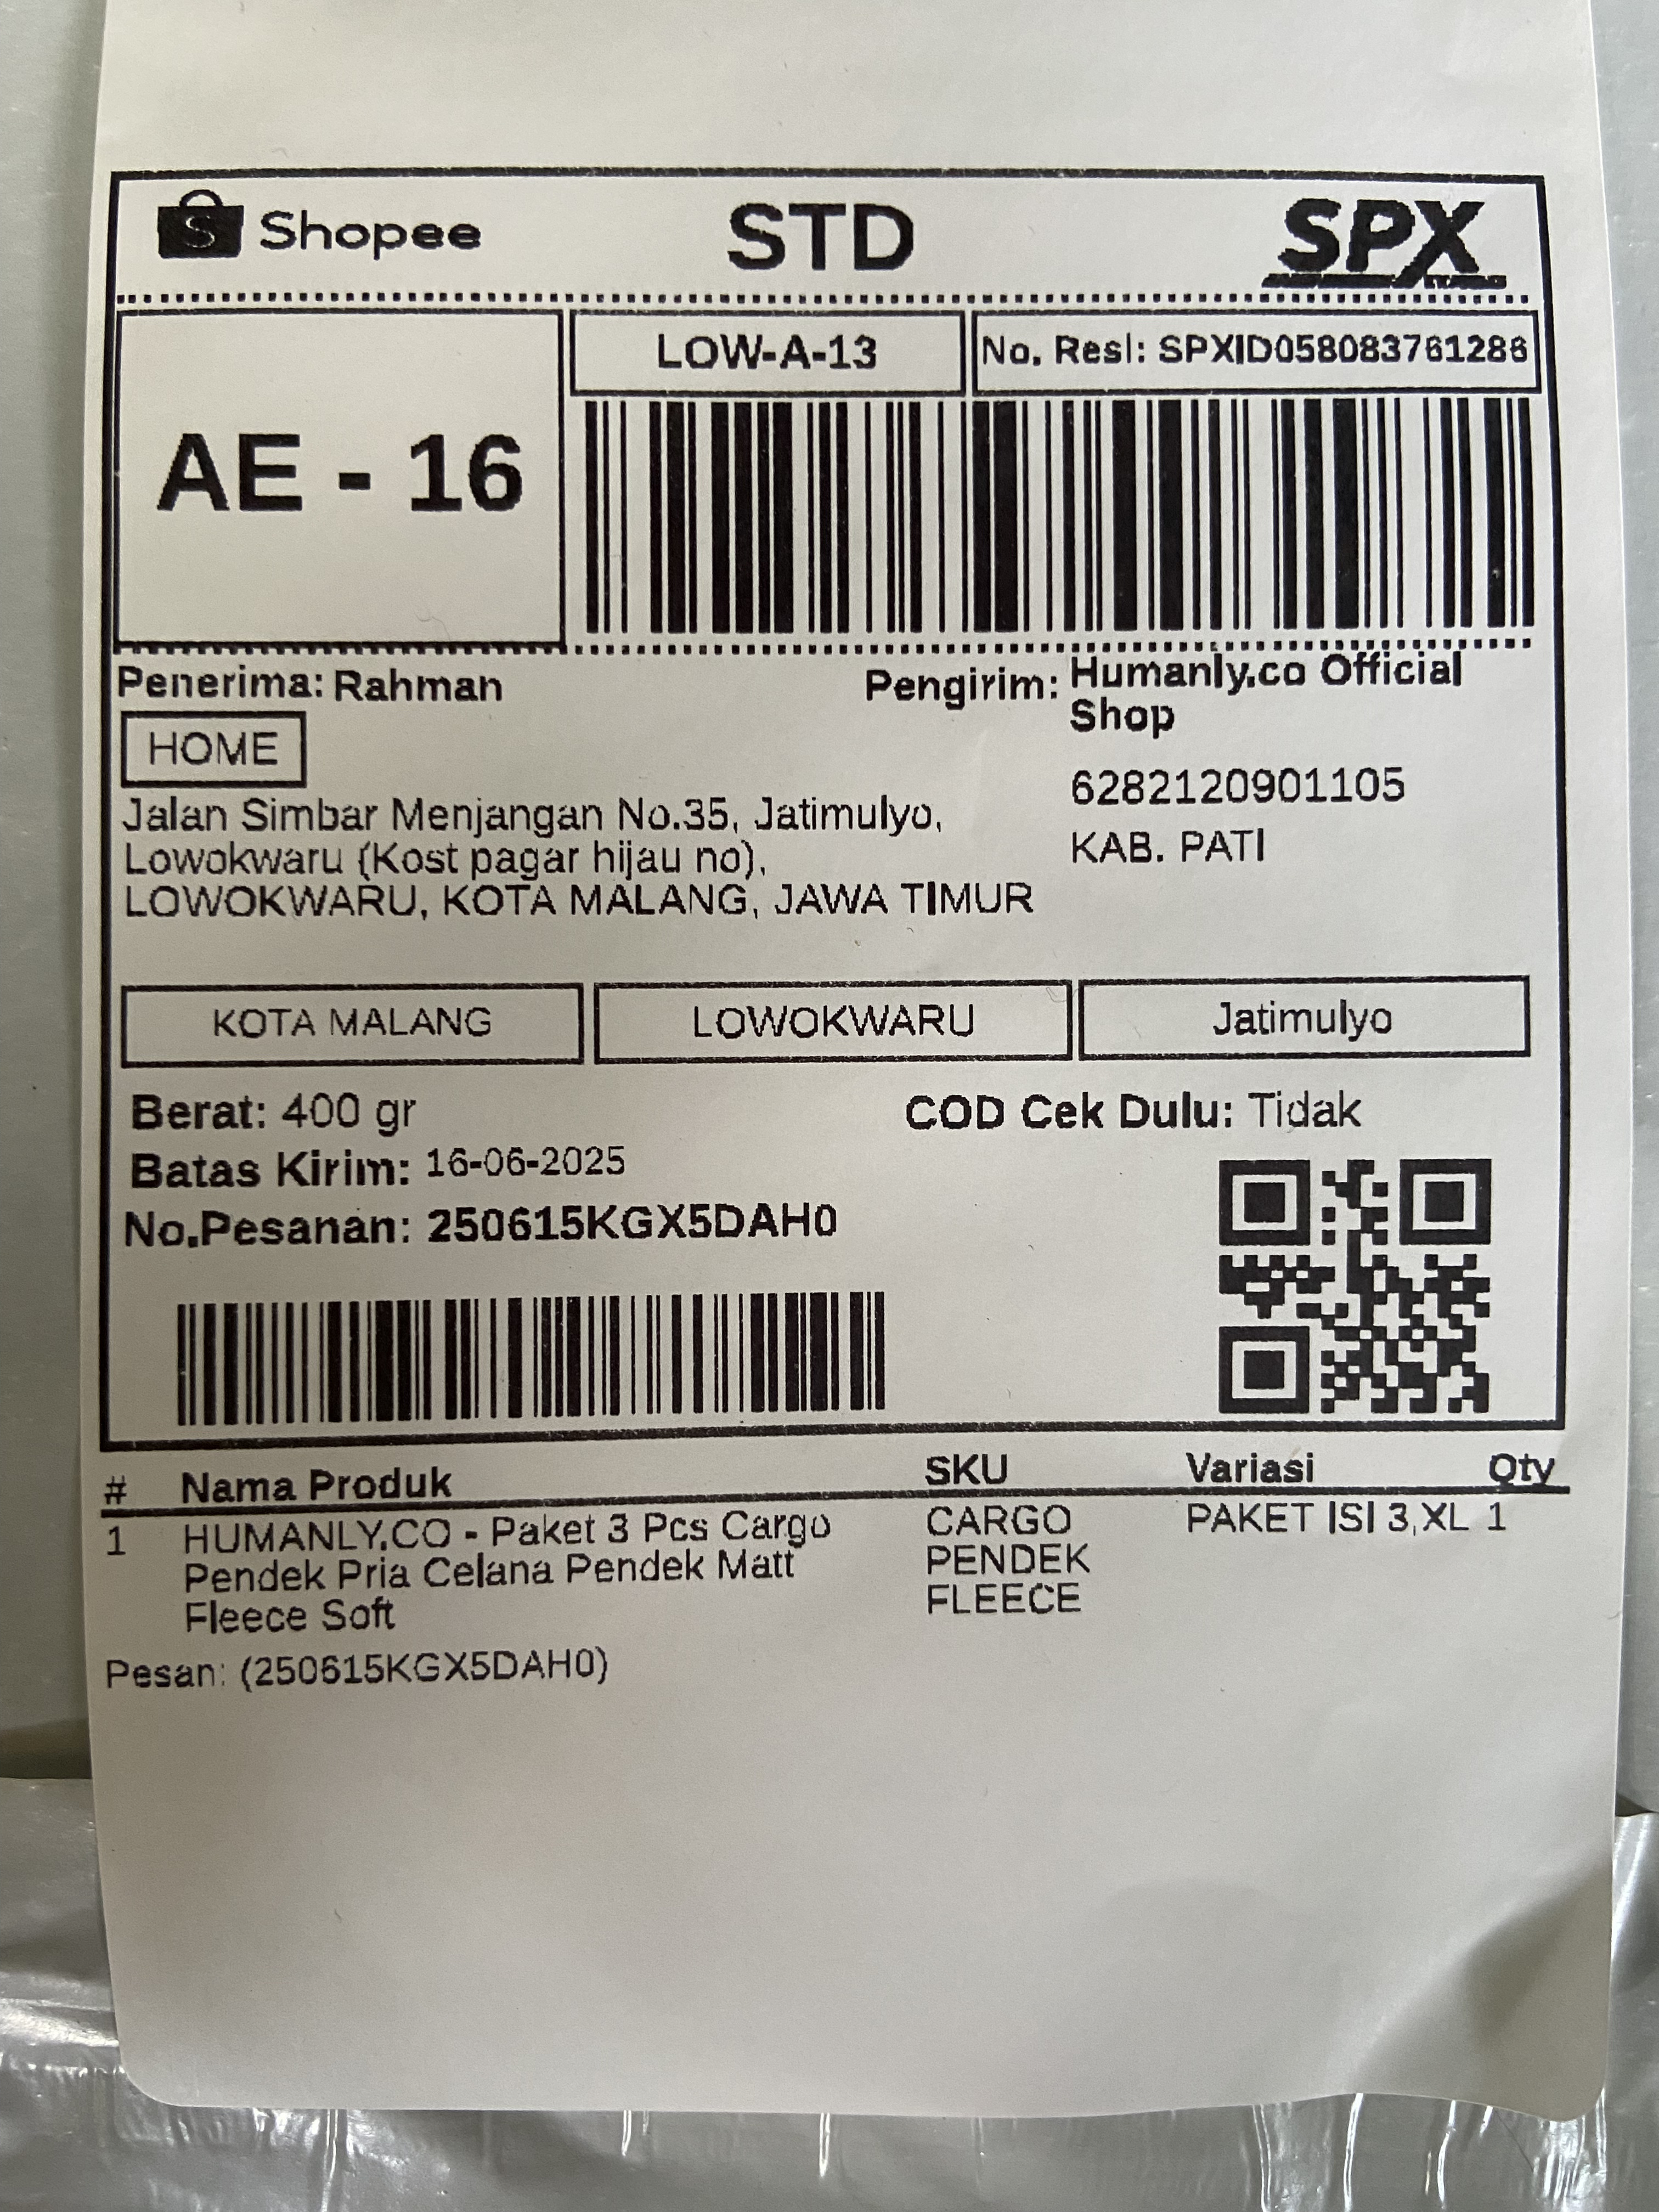 Shopee
STD
SPX
LOW-A-13
No. Resi: SPXID058083761286
AE - 16
Penerima: Rahman
HOME
Jalan Simbar Menjangan No.35, Jatimulyo,
Lowokwaru (Kost pagar hijau no),
LOWOKWARU, KOTA MALANG, JAWA TIMUR
Pengirim: Humanly.co Official
Shop
6282120901105
KAB. PATI
KOTA MALANG
LOWOKWARU
Jatimulyo
Berat: 400 gr
COD Cek Dulu: Tidak
Batas Kirim: 16-06-2025
No.Pesanan: 250615KGX5DAH0
# Nama Produk SKU Variasi Qty
1 HUMANLY.CO - Paket 3 Pcs Cargo CARGO PAKET ISI 3,XL 1
Pendek Pria Celana Pendek Matt PENDEK
Fleece Soft FLEECE
Pesan: (250615KGX5DAH0)